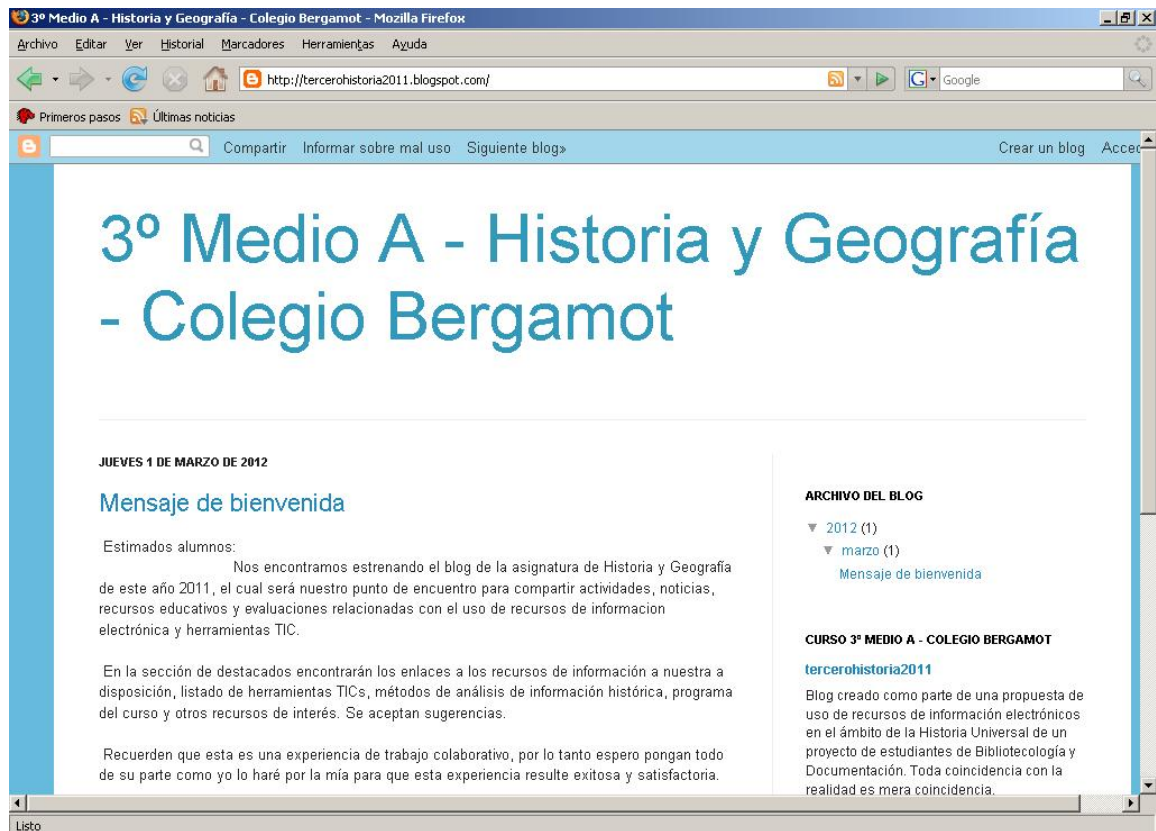 3º Medio A - Historia y Geografía - Colegio Bergamot - Mozilla Firefox
Archivo Editar Ver Historial Marcadores Herramientas Ayuda
http://tercerohistoria2011.blogspot.com/
Google
Primeros pasos Últimas noticias
Compartir Informar sobre mal uso Siguiente blog» Crear un blog Acced
3º Medio A - Historia y Geografía
- Colegio Bergamot
JUEVES 1 DE MARZO DE 2012
Mensaje de bienvenida
Estimados alumnos:
Nos encontramos estrenando el blog de la asignatura de Historia y Geografía
de este año 2011, el cual será nuestro punto de encuentro para compartir actividades, noticias,
recursos educativos y evaluaciones relacionadas con el uso de recursos de informacion
electrónica y herramientas TIC.
En la sección de destacados encontrarán los enlaces a los recursos de información a nuestra a
disposición, listado de herramientas TICs, métodos de análisis de información histórica, programa
del curso y otros recursos de interés. Se aceptan sugerencias.
Recuerden que esta es una experiencia de trabajo colaborativo, por lo tanto espero pongan todo
de su parte como yo lo haré por la mía para que esta experiencia resulte exitosa y satisfactoria.
ARCHIVO DEL BLOG
▼ 2012 (1)
▼ marzo (1)
Mensaje de bienvenida
CURSO 3º MEDIO A - COLEGIO BERGAMOT
tercerohistoria2011
Blog creado como parte de una propuesta de
uso de recursos de información electrónicos
en el ámbito de la Historia Universal de un
proyecto de estudiantes de Bibliotecología y
Documentación. Toda coincidencia con la
realidad es mera coincidencia.
Listo